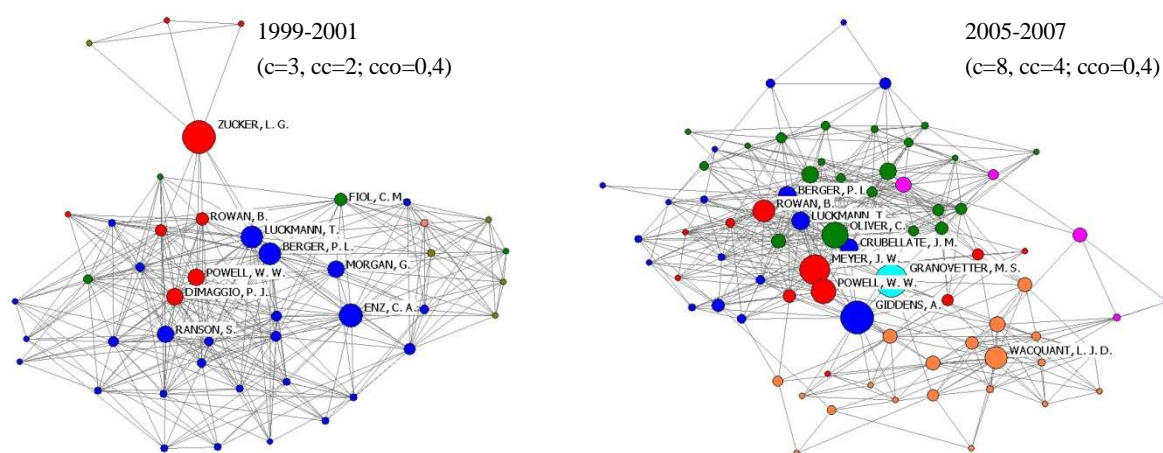 1999-2001
(c=3, cc=2; cco=0,4)
ZUCKER, L. G.
FIOL, C. M.
ROWAN, B.
LUCKMANN, T.
BERGER, P. L.
MORGAN, G.
POWELL, W. W.
DIMAGGIO, P. J.
ENZ, C. A.
RANSON, S.
2005-2007
(c=8, cc=4; cco=0,4)
BERGER, P. L.
ROWAN, B.
LUCKMANN, T.
OLIVER, C.
CRUBELLATE, J. M.
MEYER, J. W.
GRANOVETTER, M. S.
POWELL, W. W.
GIDDENS, A.
WACQUANT, L. J. D.